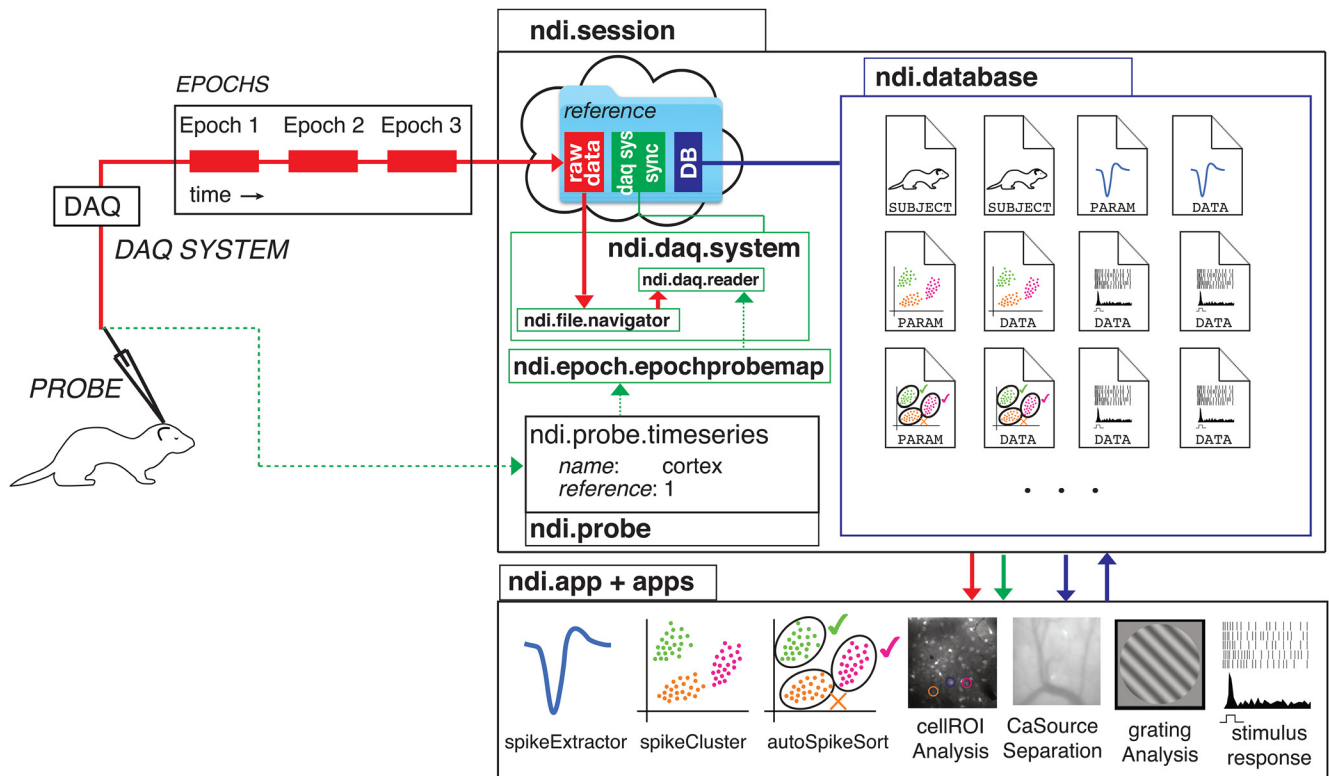 ndi.session
EPOCHS
Epoch 1 Epoch 2 Epoch 3
time →
DAQ
DAQ SYSTEM
PROBE
reference
raw data
daq sys sync
DB
ndi.daq.system
ndi.daq.reader
ndi.file.navigator
ndi.epoch.epochprobemap
ndi.probe.timeseries
name: cortex
reference: 1
ndi.probe
ndi.database
SUBJECT SUBJECT PARAM DATA
PARAM DATA DATA DATA
PARAM DATA DATA DATA
. . .
ndi.app + apps
spikeExtractor
spikeCluster
autoSpikeSort
cellROI
Analysis
CaSource
Separation
grating
Analysis
stimulus
response